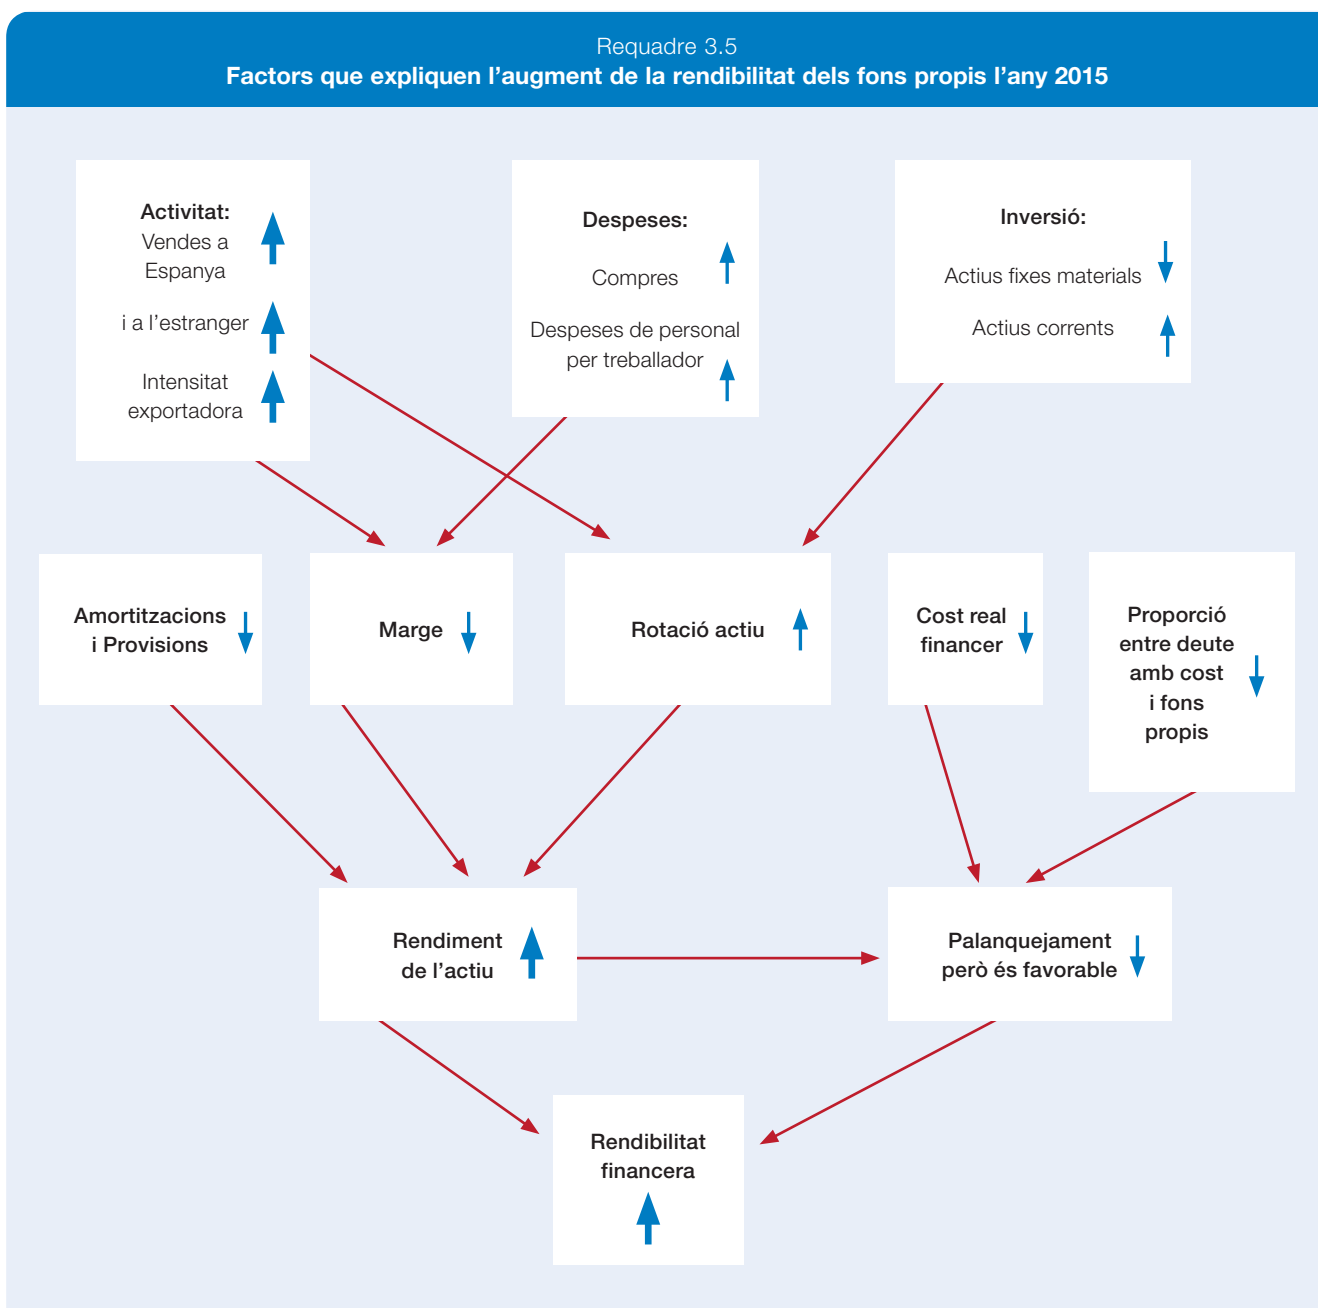 Requadre 3.5
Factors que expliquen l’augment de la rendibilitat dels fons propis l’any 2015
Activitat:
Vendes a
Espanya
i a l’estranger
Intensitat
exportadora
Despeses:
Compres
Despeses de personal
per treballador
Inversió:
Actius fixes materials
Actius corrents
Amortitzacions
i Provisions
Marge
Rotació actiu
Cost real
financer
Proporció
entre deute
amb cost
i fons
propis
Rendiment
de l’actiu
Palanquejament
però és favorable
Rendibilitat
financera